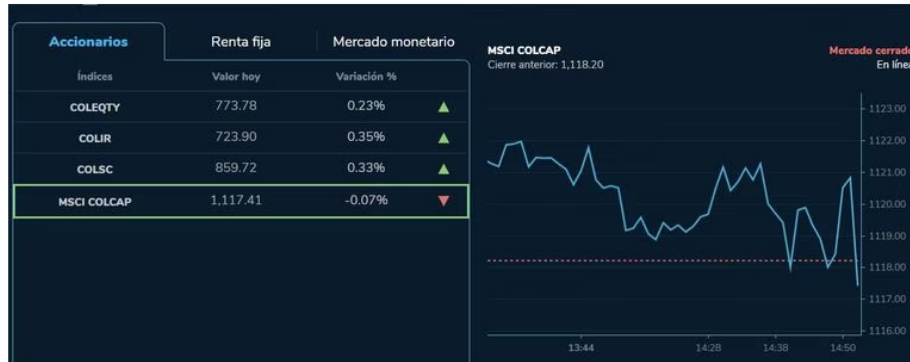 Accionarios Renta fija Mercado monetario
Índices Valor hoy Variación %
COLEQTY 773.78 0.23%
COLIR 723.90 0.35%
COLSC 859.72 0.33%
MSCI COLCAP 1,117.41 -0.07%
MSCI COLCAP Mercado cerrado
Cierre anterior: 1,118.20 En línea
1123.00
1122.00
1121.00
1120.00
1119.00
1118.00
1117.00
1116.00
13:44 14:28 14:38 14:50